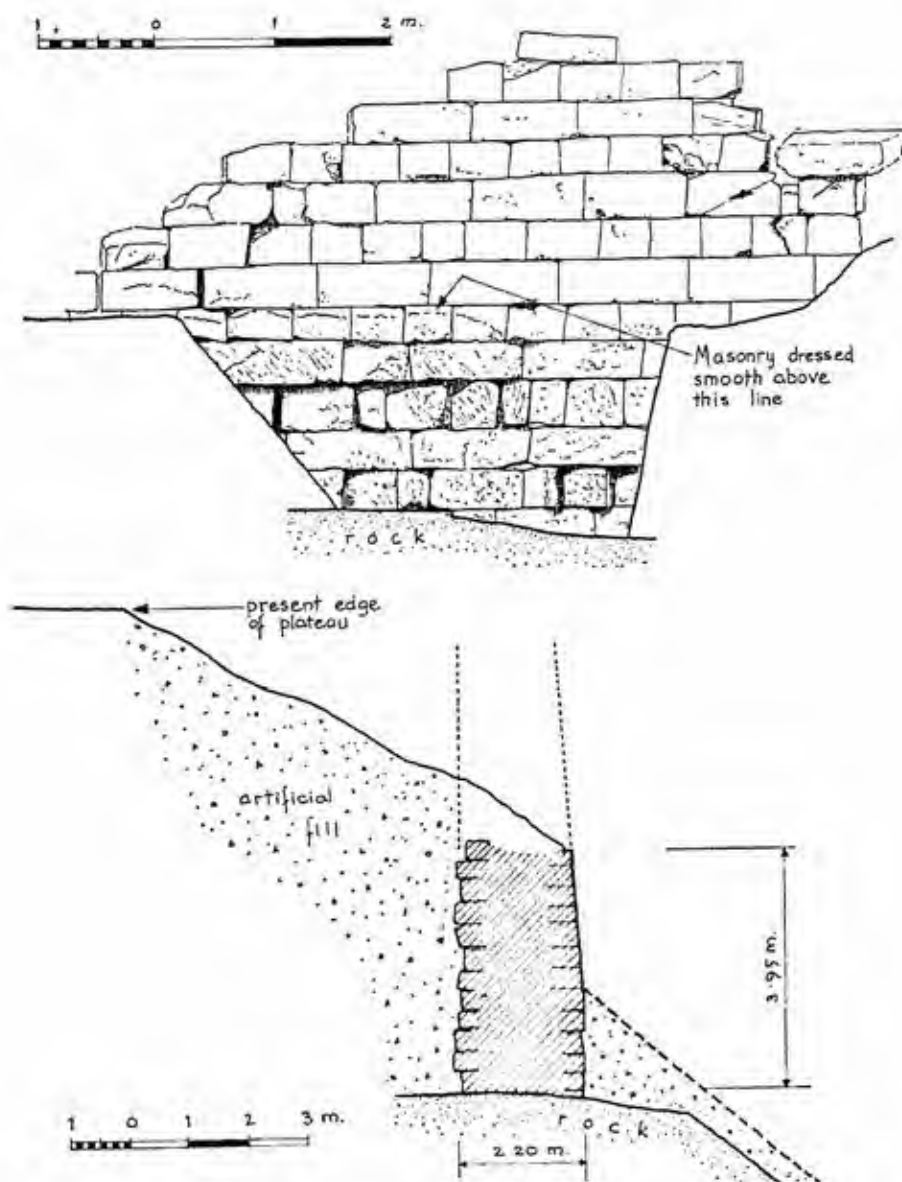 1 0 1 2 m.
Masonry dressed
smooth above
this line
rock
present edge
of plateau
artificial
fill
3·95 m.
1 0 1 2 3 m.
rock
2 20 m.